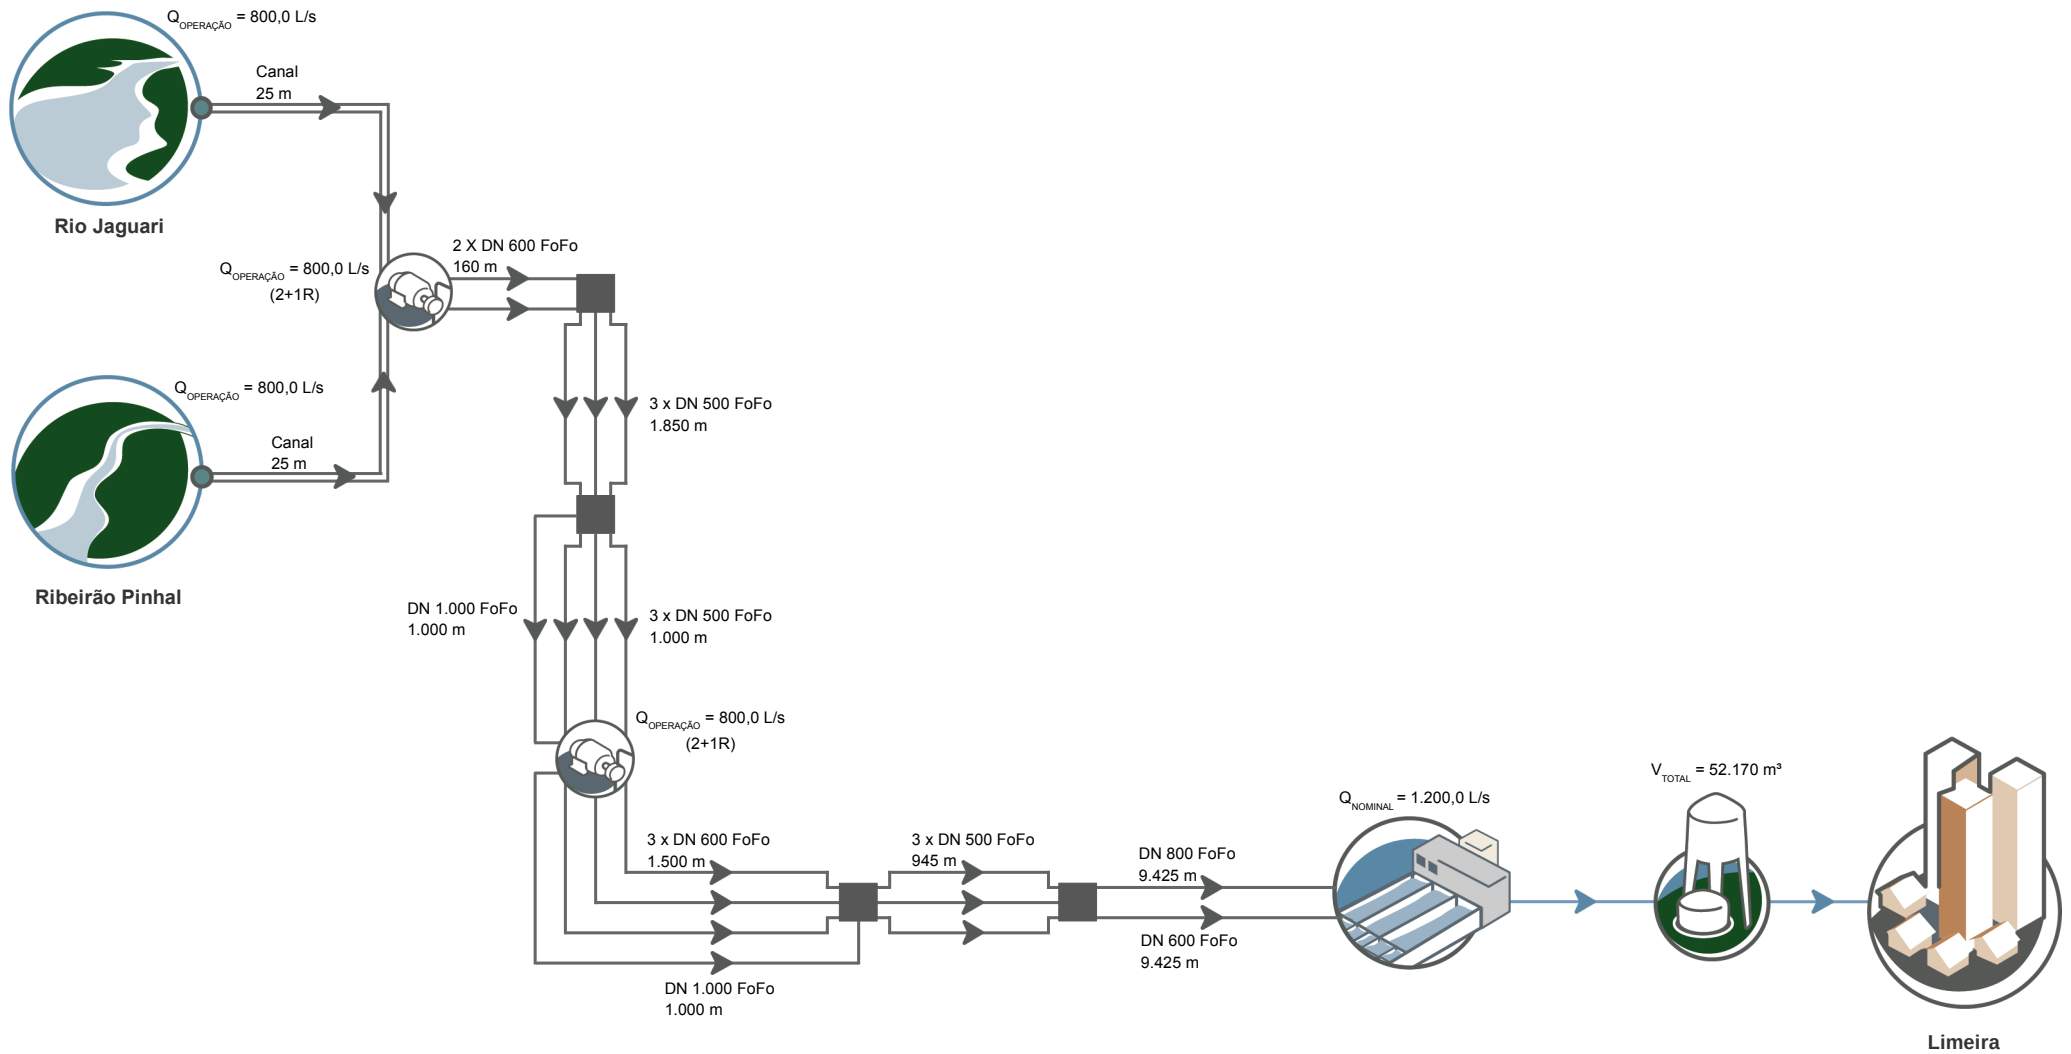 QOPERAÇÃO = 800,0 L/s
Canal
25 m
Rio Jaguari
QOPERAÇÃO = 800,0 L/s
(2+1R)
2 X DN 600 FoFo
160 m
QOPERAÇÃO = 800,0 L/s
Canal
25 m
Ribeirão Pinhal
3 x DN 500 FoFo
1.850 m
DN 1.000 FoFo
1.000 m
3 x DN 500 FoFo
1.000 m
QOPERAÇÃO = 800,0 L/s
(2+1R)
3 x DN 600 FoFo
1.500 m
DN 1.000 FoFo
1.000 m
3 x DN 500 FoFo
945 m
DN 800 FoFo
9.425 m
DN 600 FoFo
9.425 m
QNOMINAL = 1.200,0 L/s
VTOTAL = 52.170 m³
Limeira